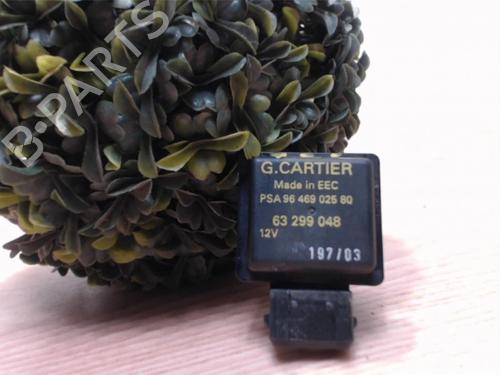 B-PARTS
G.CARTIER
Made in EEC
PSA 96 469 025 80
63 299 048
12V
197/03